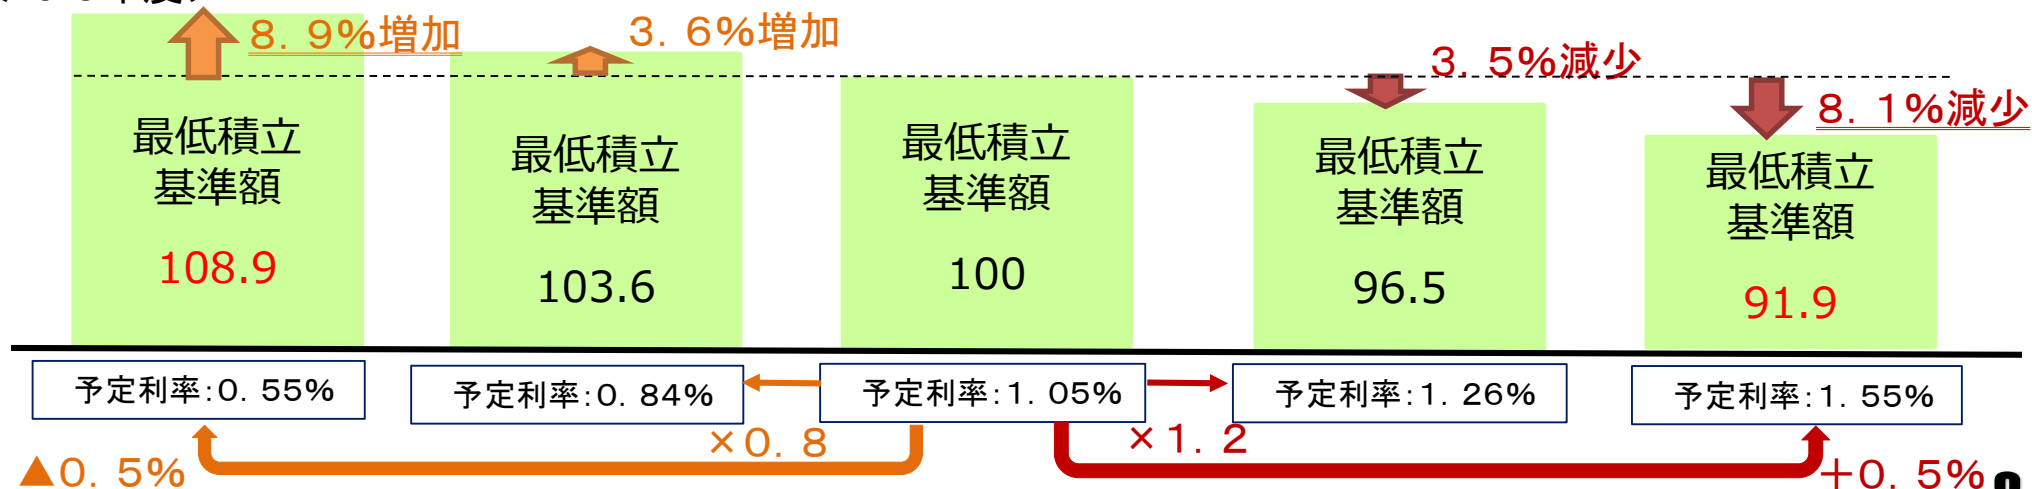 8．9%増加
3．6%増加
3．5%減少
8．1%減少
最低積立
基準額
108.9
最低積立
基準額
103.6
最低積立
基準額
100
最低積立
基準額
96.5
最低積立
基準額
91.9
予定利率：0．55%
予定利率：0．84%
予定利率：1．05%
予定利率：1．26%
予定利率：1．55%
×0．8
×1．2
▲0．5%
＋0．5%